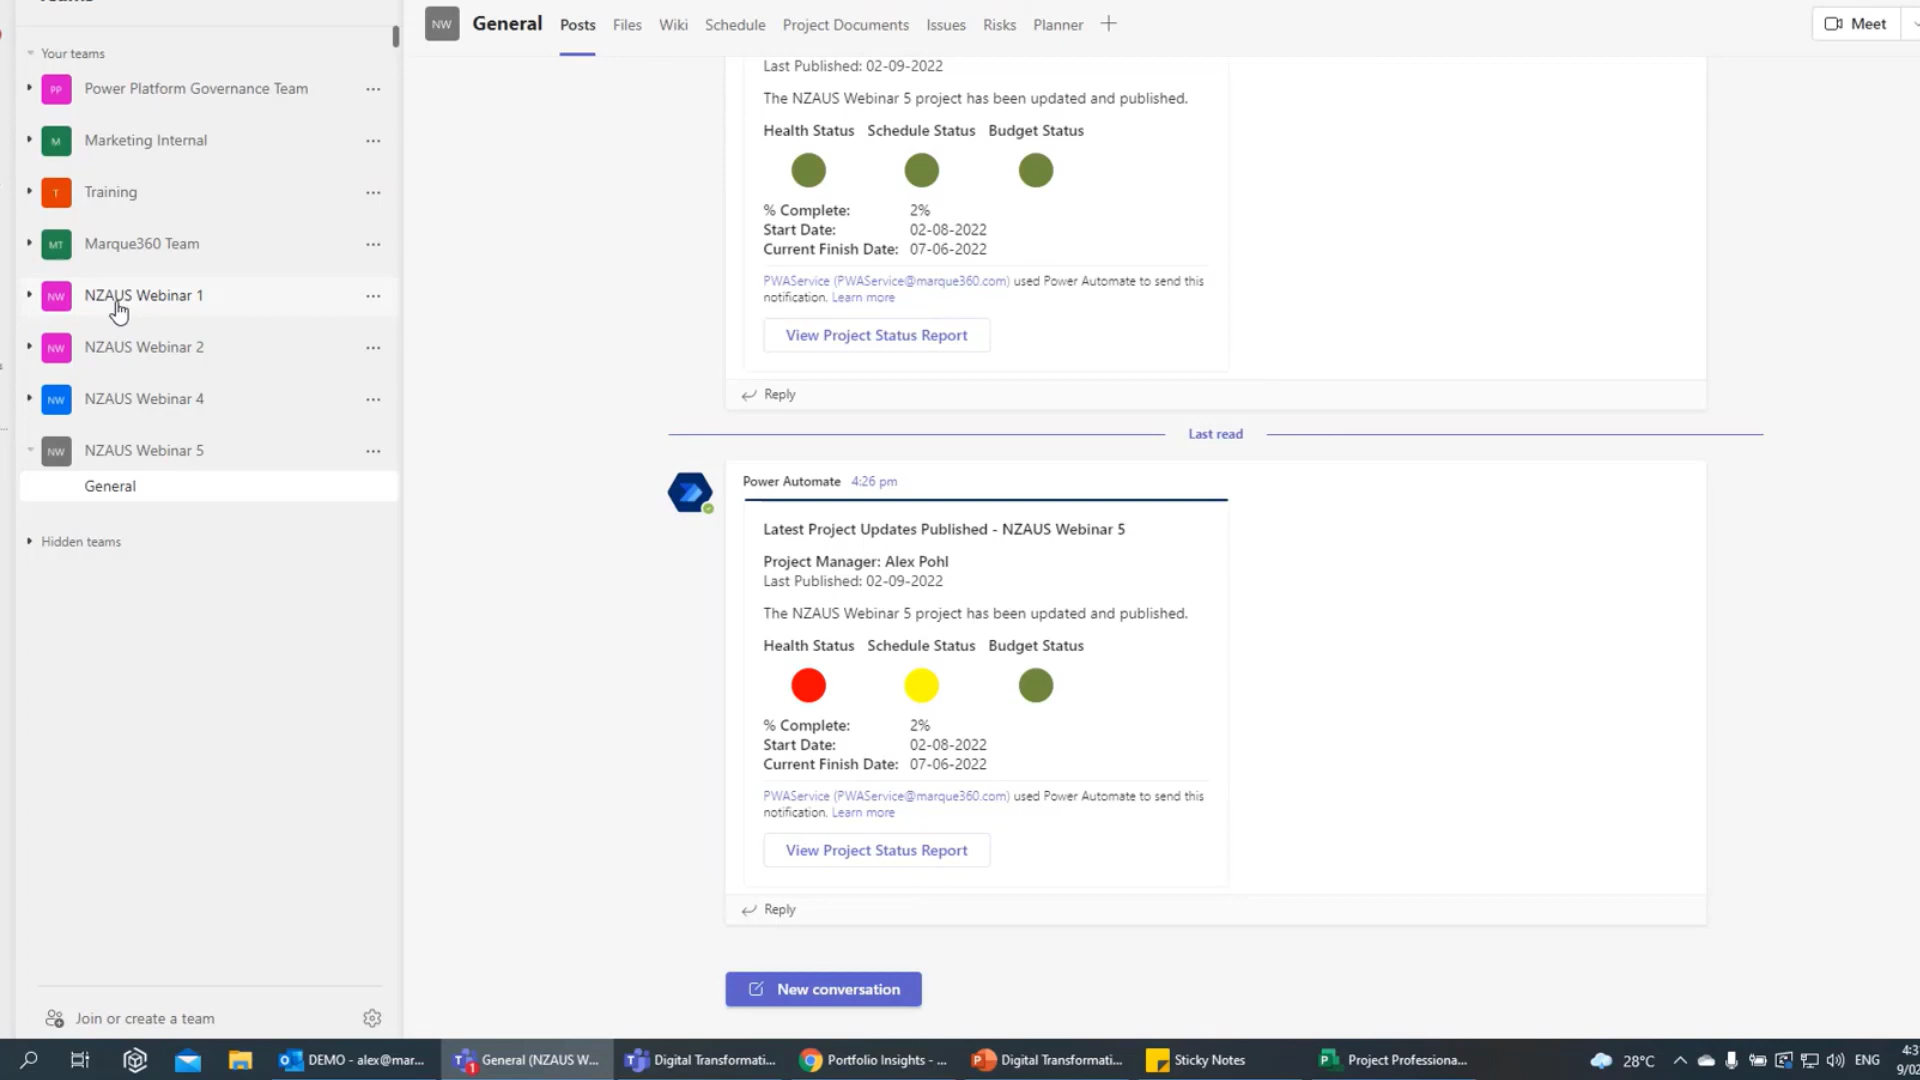 NW General Posts Files Wiki Schedule Project Documents Issues Risks Planner Meet
Your teams
PP Power Platform Governance Team
M Marketing Internal
T Training
MT Marque360 Team
NW NZAUS Webinar 1
NW NZAUS Webinar 2
NW NZAUS Webinar 4
NW NZAUS Webinar 5
General
Hidden teams
Join or create a team
Last Published: 02-09-2022
The NZAUS Webinar 5 project has been updated and published.
Health Status Schedule Status Budget Status
% Complete: 2%
Start Date: 02-08-2022
Current Finish Date: 07-06-2022
PWAService (PWAService@marque360.com) used Power Automate to send this
notification. Learn more
View Project Status Report
Reply
Last read
Power Automate 4:26 pm
Latest Project Updates Published - NZAUS Webinar 5
Project Manager: Alex Pohl
Last Published: 02-09-2022
The NZAUS Webinar 5 project has been updated and published.
Health Status Schedule Status Budget Status
% Complete: 2%
Start Date: 02-08-2022
Current Finish Date: 07-06-2022
PWAService (PWAService@marque360.com) used Power Automate to send this
notification. Learn more
View Project Status Report
Reply
New conversation
DEMO - alex@mar... General (NZAUS W... Digital Transformati... Portfolio Insights - ... Digital Transformati... Sticky Notes Project Professiona... 28°C ENG